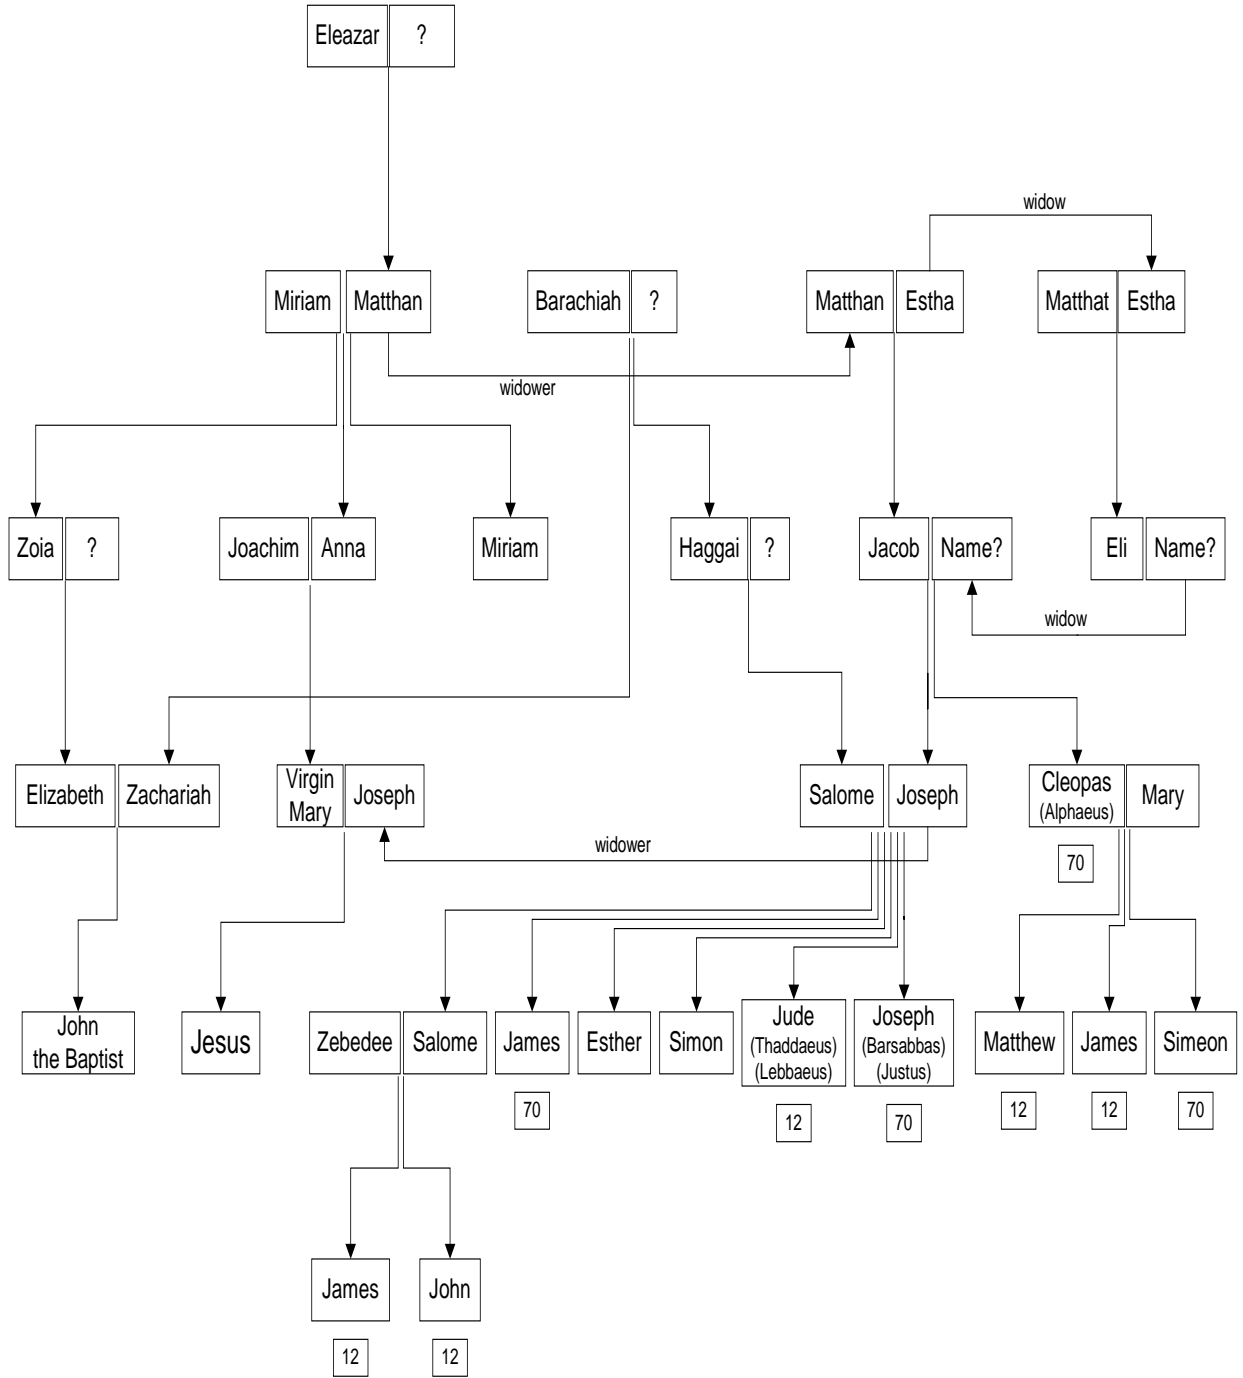 Eleazar ?
widow
Miriam Matthan Barachiah ? Matthan Estha Matthat Estha
widower
Zoia ? Joachim Anna Miriam Haggai ? Jacob Name? Eli Name?
widow
Elizabeth Zachariah Virgin Mary Joseph Salome Joseph Cleopas (Alphaeus) Mary
widower
70
John the Baptist Jesus Zebedee Salome James Esther Simon Jude (Thaddaeus) (Lebbaeus) Joseph (Barsabbas) (Justus) Matthew James Simeon
70 12 70 12 12 70
James John
12 12